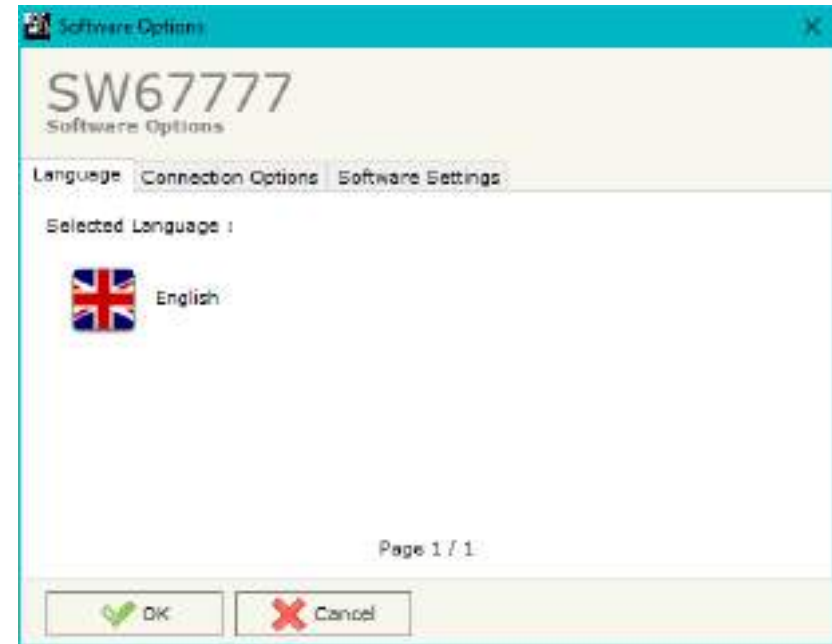 Software Options
SW67777
Software Options
Language Connection Options Software Settings
Selected Language :
English
Page 1 / 1
OK Cancel